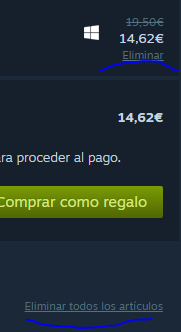 19,50€
14,62€
Eliminar
14,62€
ra proceder al pago.
Comprar como regalo
Eliminar todos los artículos